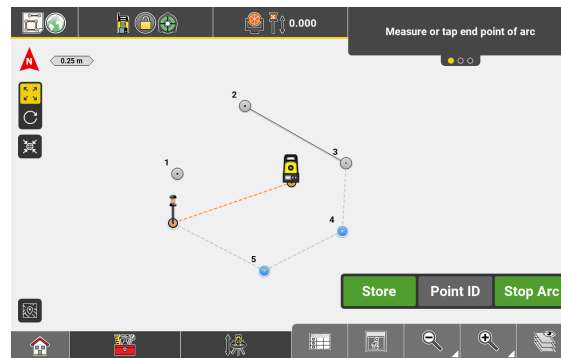 0.000
Measure or tap end point of arc
N
0.25 m
2
3
1
4
5
Store
Point ID
Stop Arc